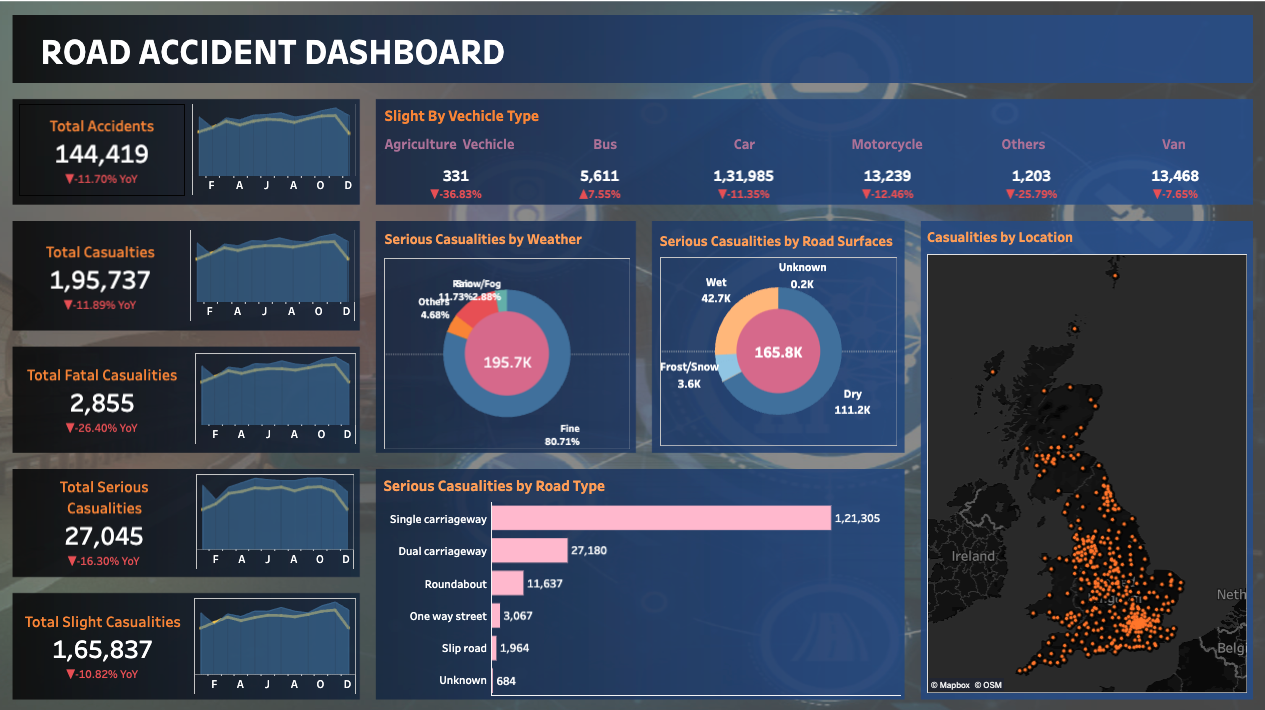 ROAD ACCIDENT DASHBOARD
Total Accidents
144,419
▼-11.70% YoY
F A J A O D
Slight By Vechicle Type
Agriculture Vechicle Bus Car Motorcycle Others Van
331 5,611 1,31,985 13,239 1,203 13,468
▼-36.83% ▲7.55% ▼-11.35% ▼-12.46% ▼-25.79% ▼-7.65%
Total Casualties
1,95,737
▼-11.89% YoY
F A J A O D
Total Fatal Casualities
2,855
▼-26.40% YoY
F A J A O D
Total Serious
Casualities
27,045
▼-16.30% YoY
F A J A O D
Total Slight Casualities
1,65,837
▼-10.82% YoY
F A J A O D
Serious Casualities by Weather
Snow/Fog
11.73% 2.88%
Others
4.68%
195.7K
Fine
80.71%
Serious Casualities by Road Surfaces
Unknown
0.2K
Wet
42.7K
165.8K
Frost/Snow
3.6K
Dry
111.2K
Serious Casualities by Road Type
Single carriageway 1,21,305
Dual carriageway 27,180
Roundabout 11,637
One way street 3,067
Slip road 1,964
Unknown 684
Casualities by Location
Ireland
Neth
Belgi
© Mapbox © OSM